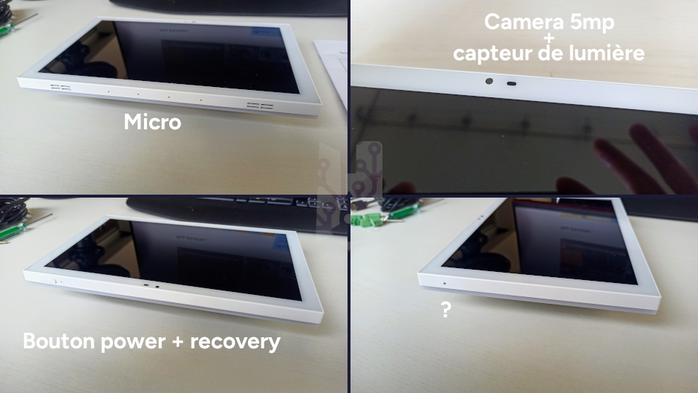 Micro
Camera 5mp
+
capteur de lumière
Bouton power + recovery
?